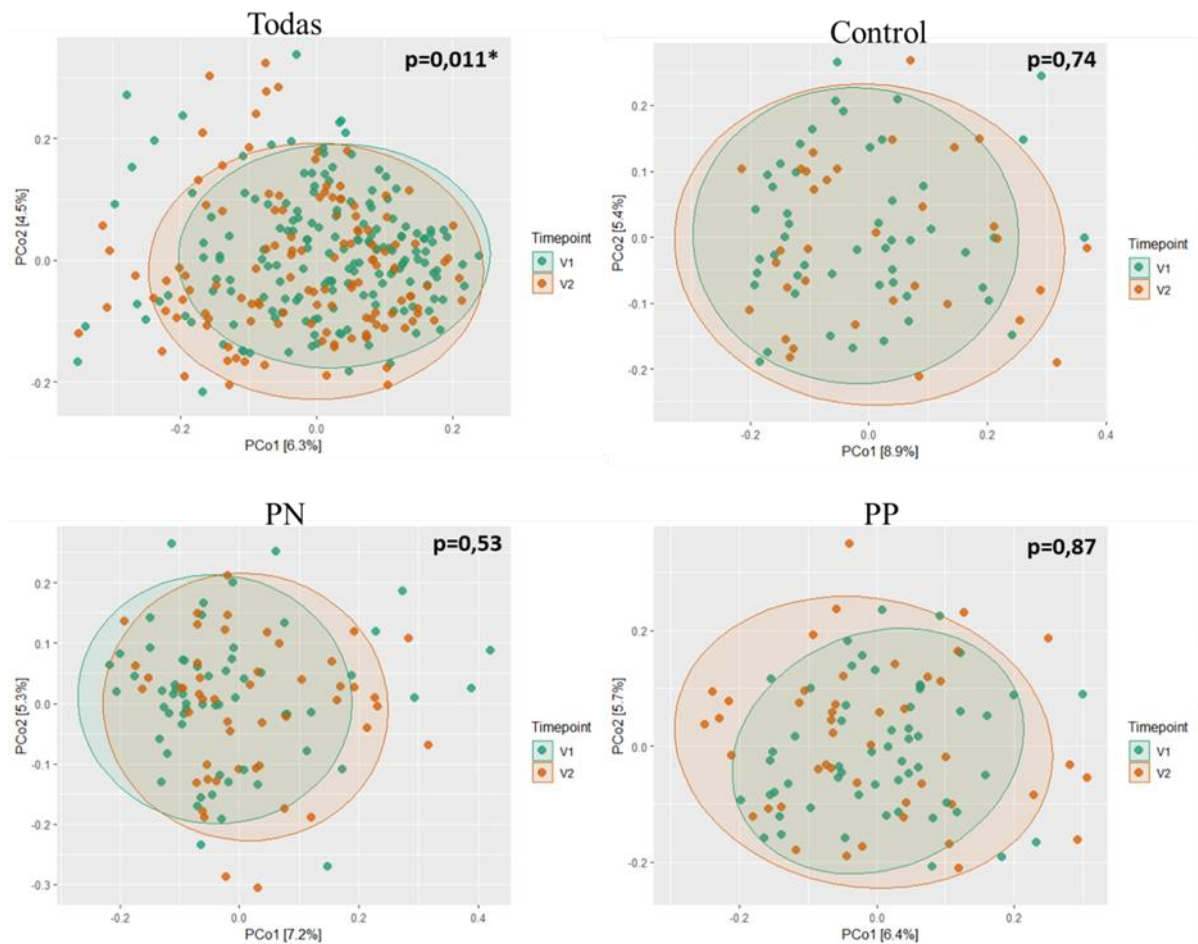 Todas
p=0,011*
0.2
0.0
-0.2
PCo2 [4.5%]
-0.2
0.0
0.2
PCo1 [6.3%]
Timepoint
V1
V2
Control
p=0,74
0.2
0.1
0.0
-0.1
-0.2
PCo2 [5.4%]
-0.2
0.0
0.2
0.4
PCo1 [8.9%]
Timepoint
V1
V2
PN
p=0,53
0.2
0.1
0.0
-0.1
-0.2
-0.3
PCo2 [5.3%]
-0.2
0.0
0.2
0.4
PCo1 [7.2%]
Timepoint
V1
V2
PP
p=0,87
0.2
0.0
-0.2
PCo2 [5.7%]
-0.2
0.0
0.2
PCo1 [6.4%]
Timepoint
V1
V2